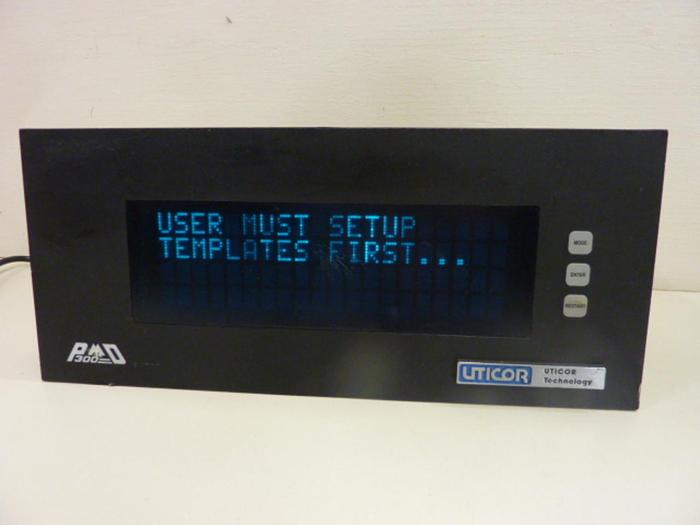 USER MUST SETUP
TEMPLATES FIRST...
MODE
ENTER
RESTART
PMD
300
UTICOR
UTICOR
Technology